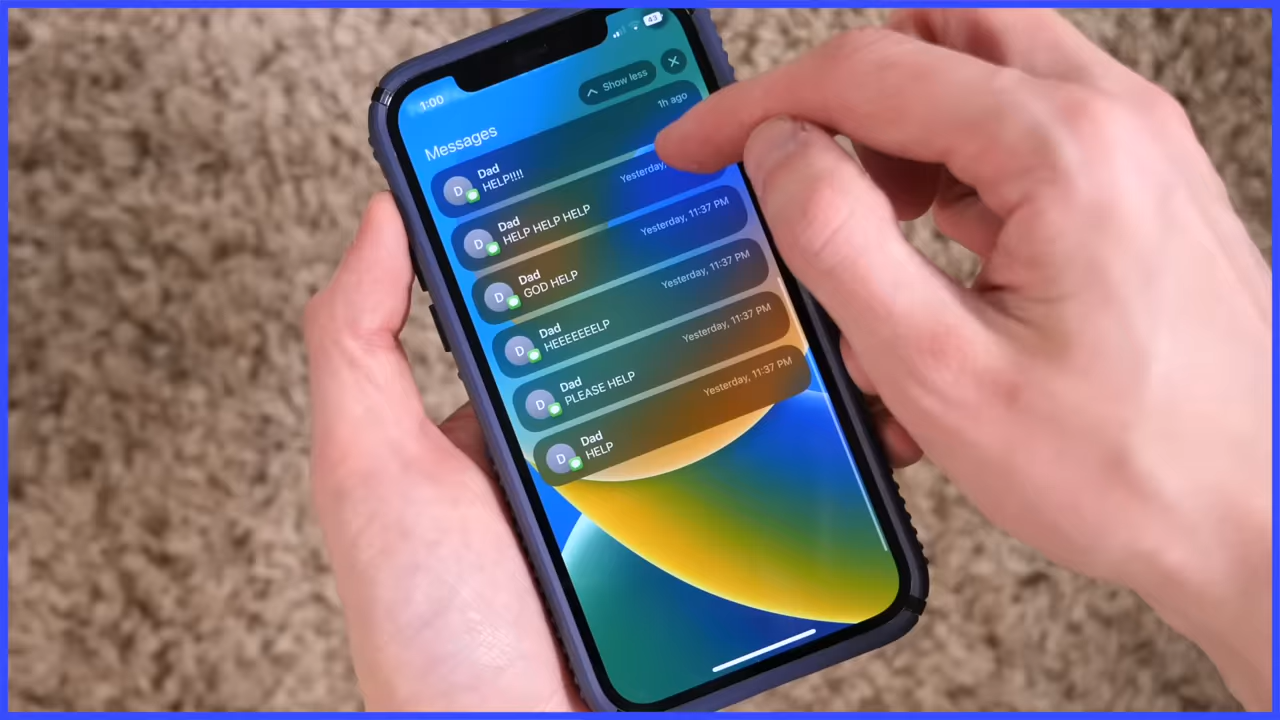 1:00
43
Show less
Messages
1h ago
Dad
HELP!!!!
Yesterday,
Dad
HELP HELP HELP
Yesterday, 11:37 PM
Dad
GOD HELP
Yesterday, 11:37 PM
D
Dad
HEEEEEEELP
Yesterday, 11:37 PM
D
Dad
PLEASE HELP
Yesterday, 11:37 PM
D
Dad
HELP
D
D
D